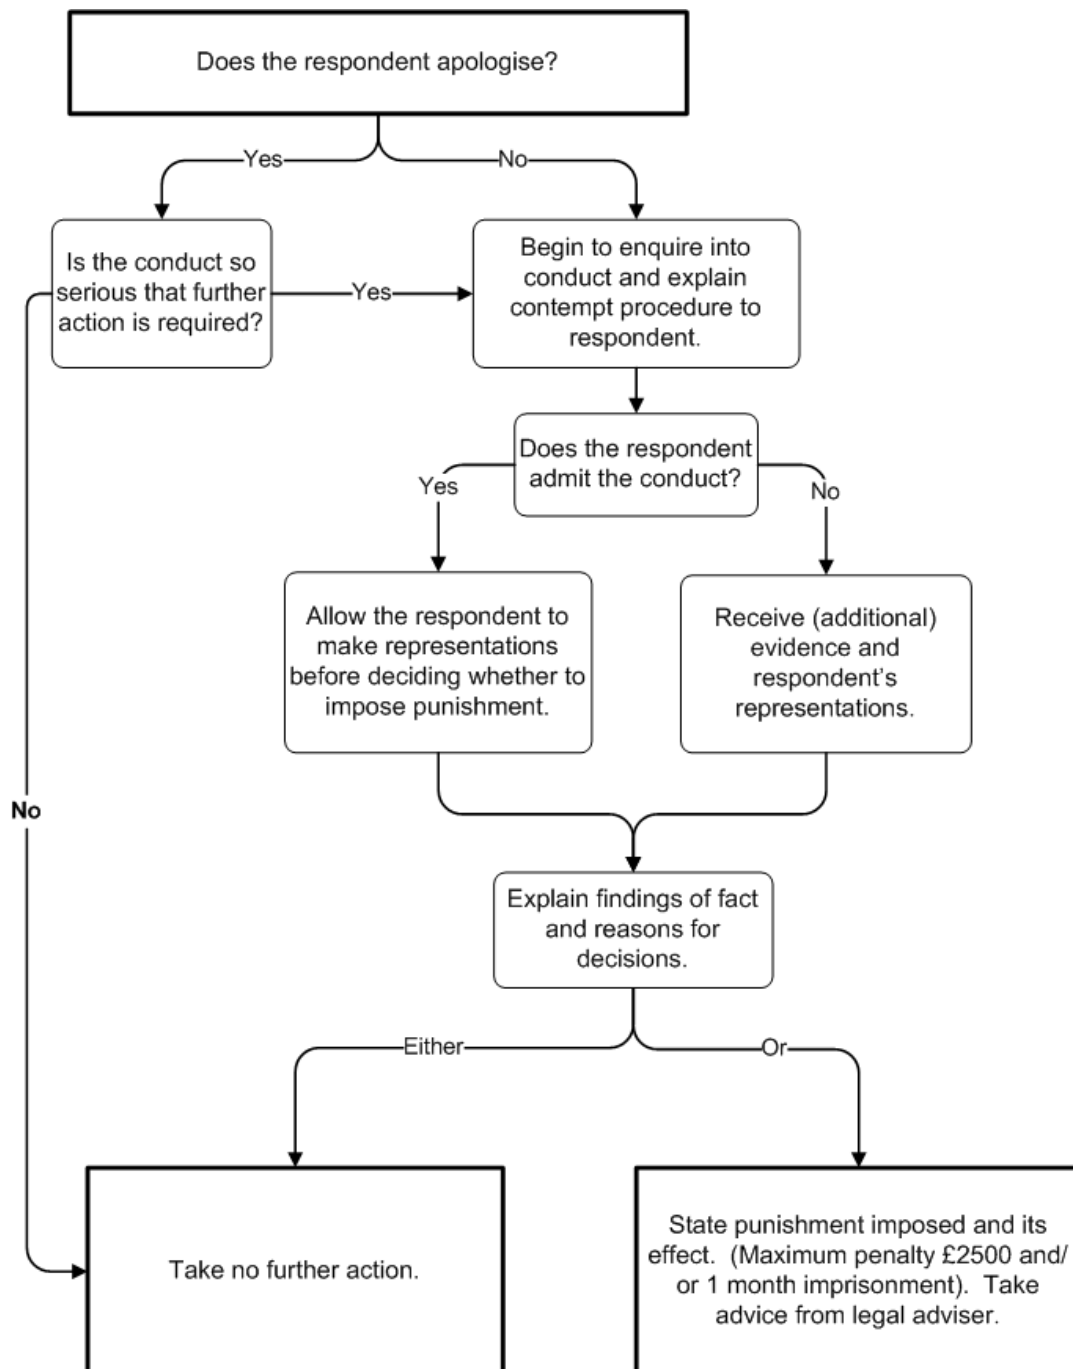 Does the respondent apologise?
Yes
No
Is the conduct so
serious that further
action is required?
Yes
Begin to enquire into
conduct and explain
contempt procedure to
respondent.
Does the respondent
admit the conduct?
Yes
No
Allow the respondent to
make representations
before deciding whether to
impose punishment.
Receive (additional)
evidence and
respondent's
representations.
No
Explain findings of fact
and reasons for
decisions.
Either
Or
Take no further action.
State punishment imposed and its
effect.  (Maximum penalty £2500 and/
or 1 month imprisonment).  Take
advice from legal adviser.